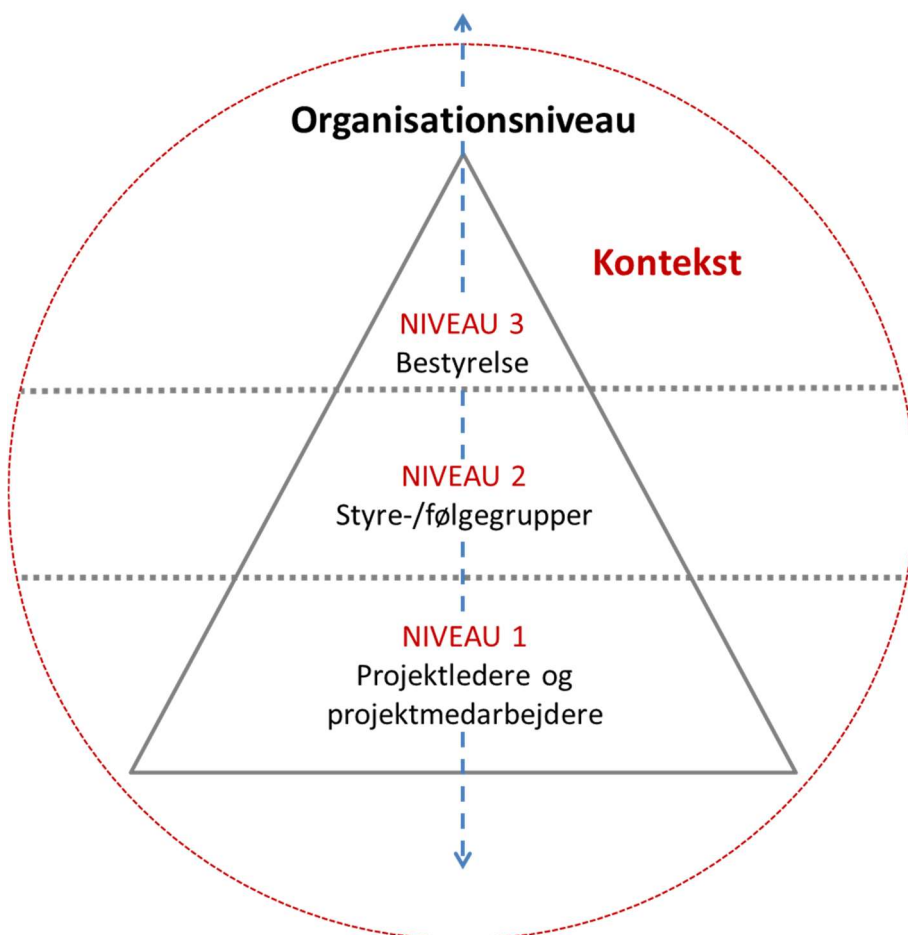 Organisationsniveau
Kontekst
NIVEAU 3
Bestyrelse
NIVEAU 2
Styre-/følgegrupper
NIVEAU 1
Projektledere og
projektmedarbejdere